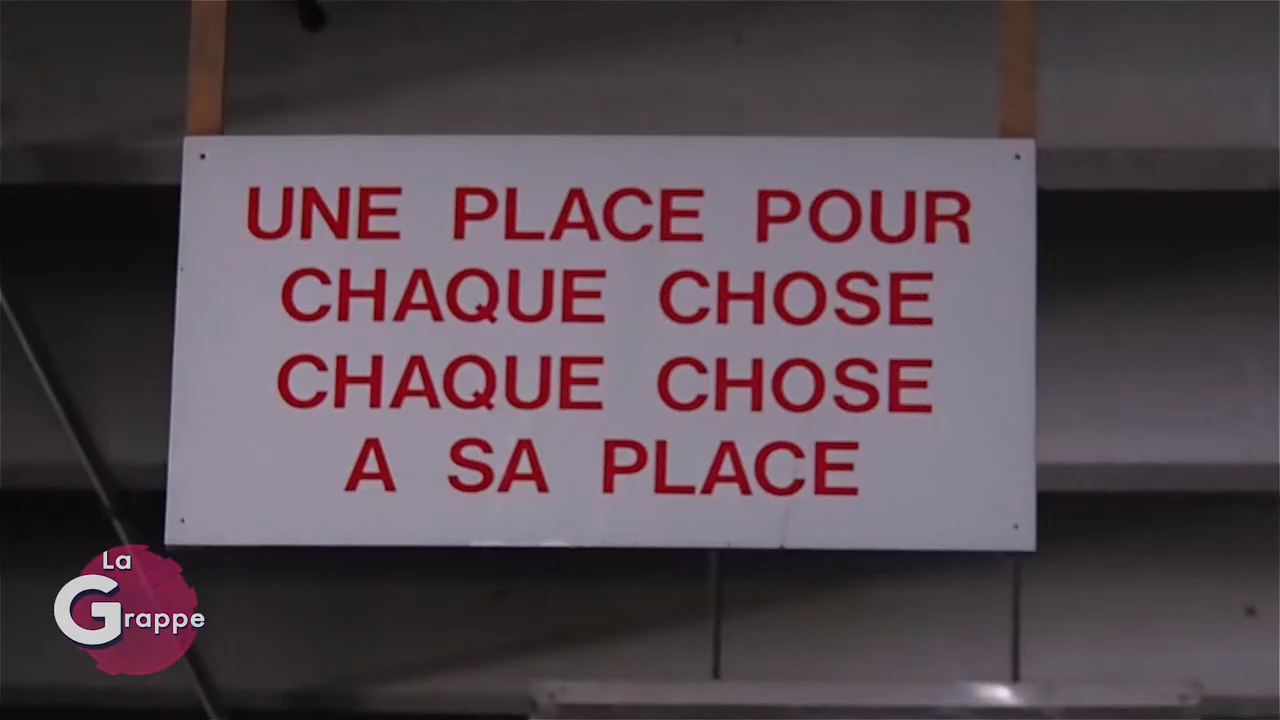 UNE PLACE POUR
CHAQUE CHOSE
CHAQUE CHOSE
A SA PLACE
La
Grappe